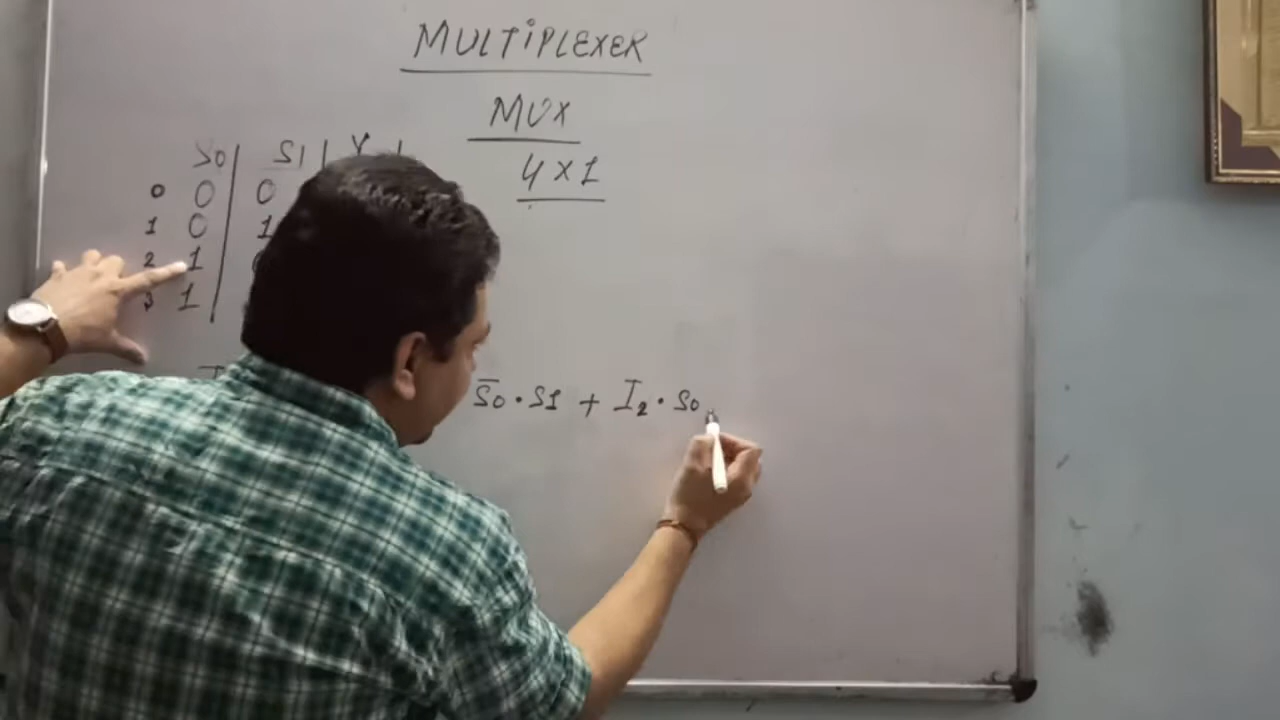 MULTIPLEXER
MUX
4 X 1
S0 S1 Y
0 0 0
1 0 1
2 1
3 1
I
S̅0 · S1 + I2 · S0